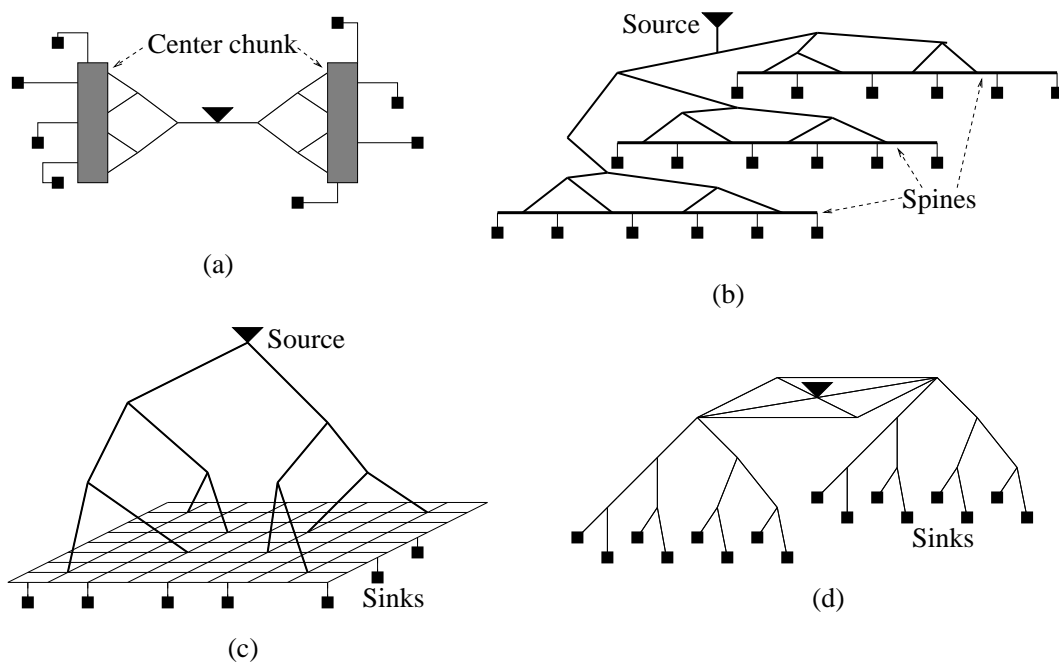 Center chunk
(a)
Source
Spines
(b)
Source
Sinks
(c)
Sinks
(d)